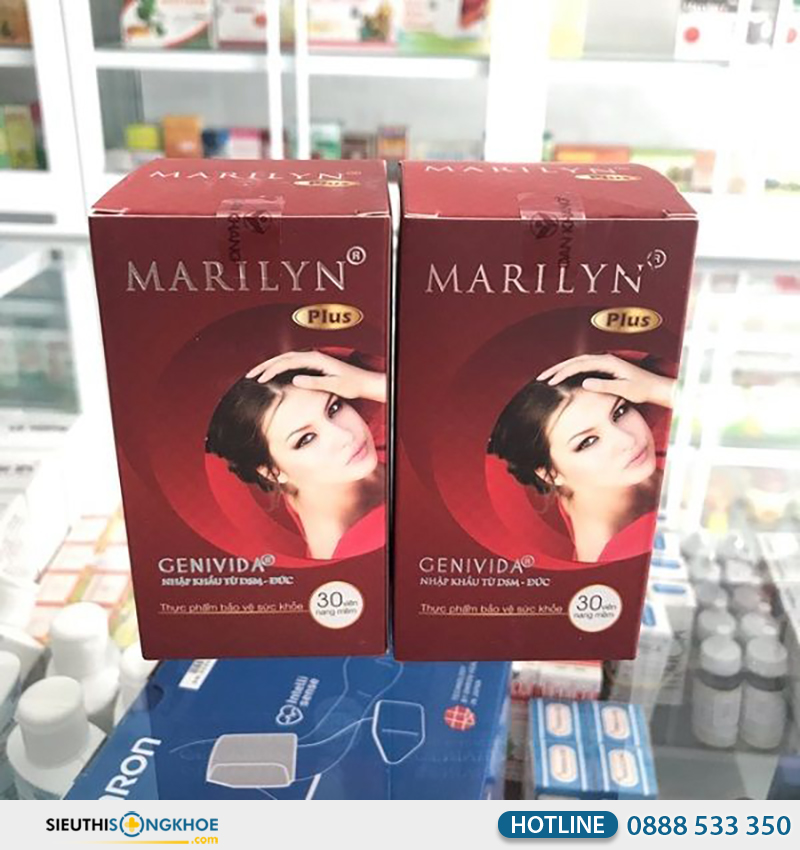 MARILYN®
Plus
MARILYN®
Plus
MARILYN®
Plus
GENIVIDA®
NHẬP KHẨU TỪ DSM - ĐỨC
Thực phẩm bảo vệ sức khỏe
30 viên
nang mềm
MARILYN®
Plus
GENIVIDA®
NHẬP KHẨU TỪ DSM - ĐỨC
Thực phẩm bảo vệ sức khỏe
30 viên
nang mềm
Intelli
sense
SIEUTHISONGKHOE
.com
HOTLINE 0888 533 350